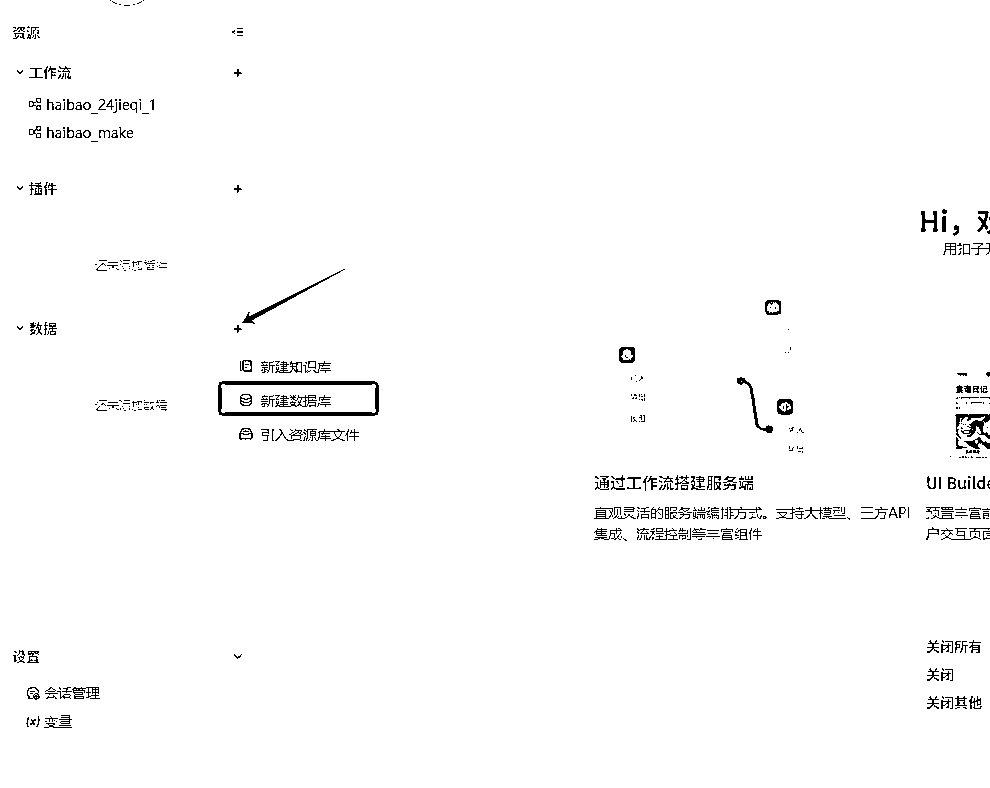 资源
工作流
haibao_24jieqi_1
haibao_make
插件
还未添加插件
数据
新建知识库
还未添加数据
新建数据库
引入资源库文件
设置
会话管理
(x) 变量
Hi，欢
用扣子开
通过工作流搭建服务端
直观灵活的服务端编排方式。支持大模型、三方API
集成、流程控制等丰富组件
UI Builde
预置丰富前
户交互页面
关闭所有
关闭
关闭其他